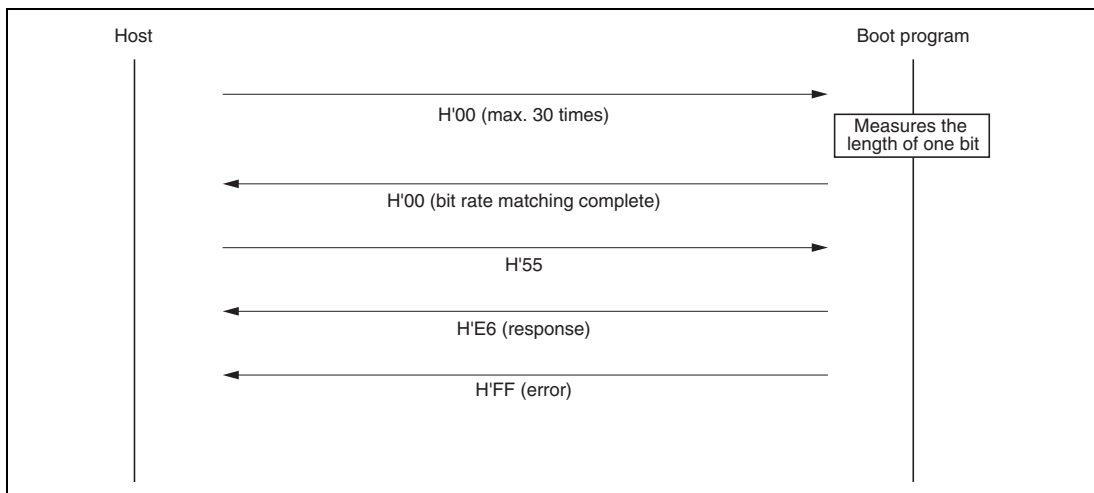 Host
Boot program
H'00 (max. 30 times)
Measures the
length of one bit
H'00 (bit rate matching complete)
H'55
H'E6 (response)
H'FF (error)